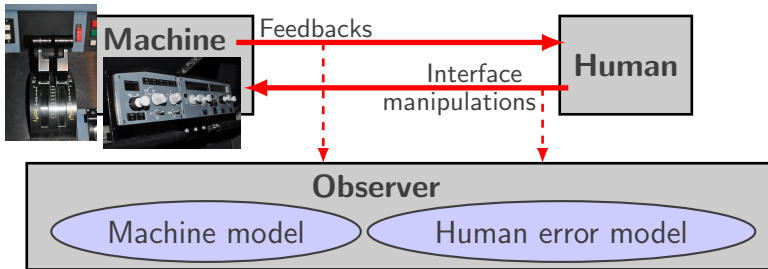 Machine
Feedbacks
Human
Interface
manipulations
Observer
Machine model
Human error model